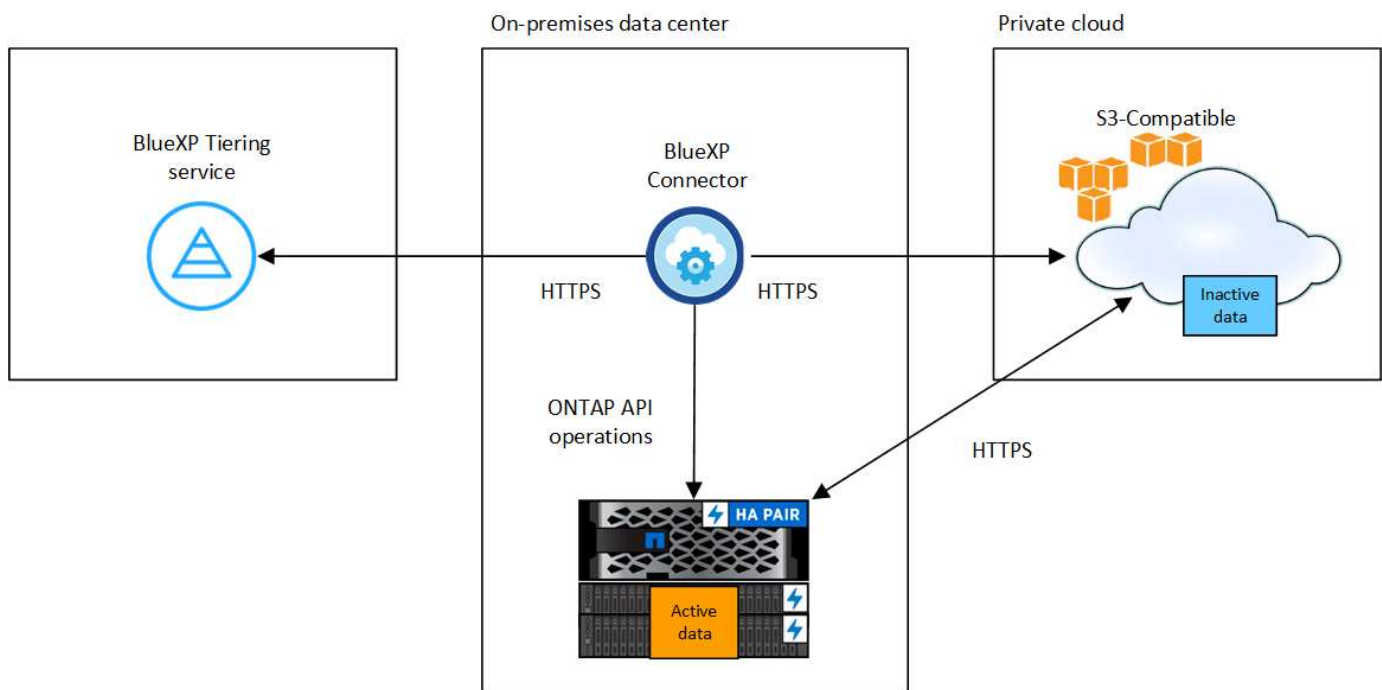 On-premises data center
Private cloud
BlueXP Tiering
service
BlueXP
Connector
S3-Compatible
HTTPS
HTTPS
Inactive
data
ONTAP API
operations
HTTPS
HA PAIR
Active
data